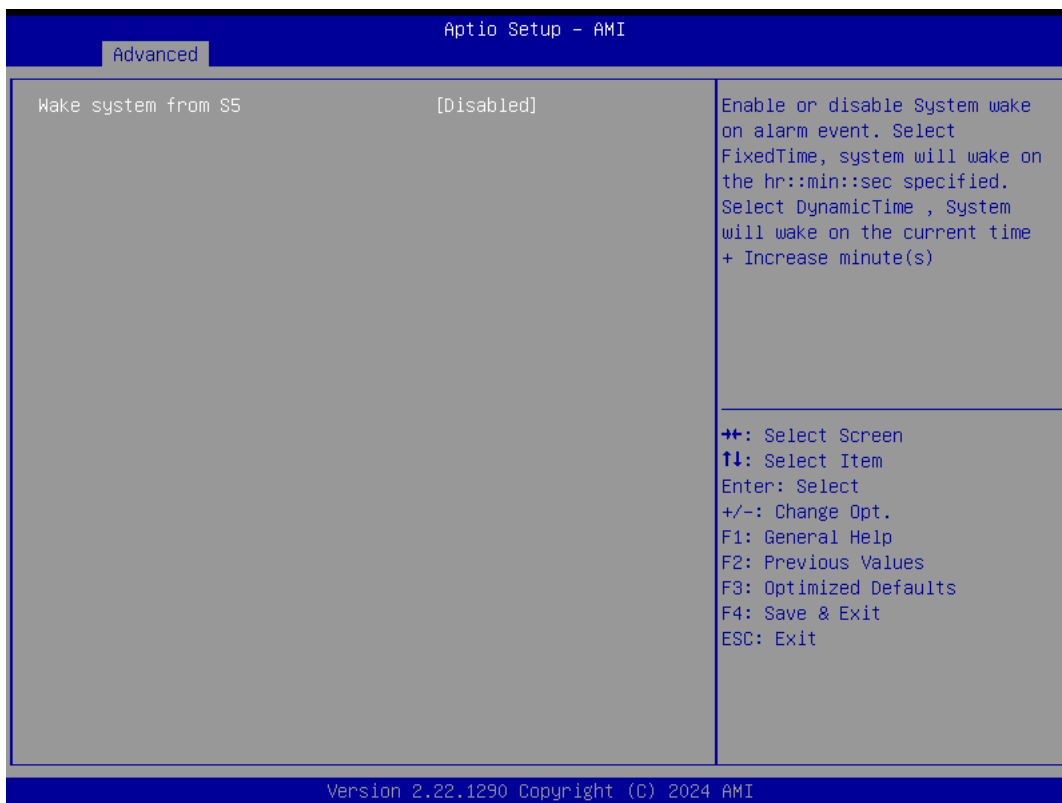 Aptio Setup – AMI
Advanced
Wake system from S5 [Disabled]
Enable or disable System wake
on alarm event. Select
FixedTime, system will wake on
the hr::min::sec specified.
Select DynamicTime , System
will wake on the current time
+ Increase minute(s)
→←: Select Screen
↑↓: Select Item
Enter: Select
+/-: Change Opt.
F1: General Help
F2: Previous Values
F3: Optimized Defaults
F4: Save & Exit
ESC: Exit
Version 2.22.1290 Copyright (C) 2024 AMI